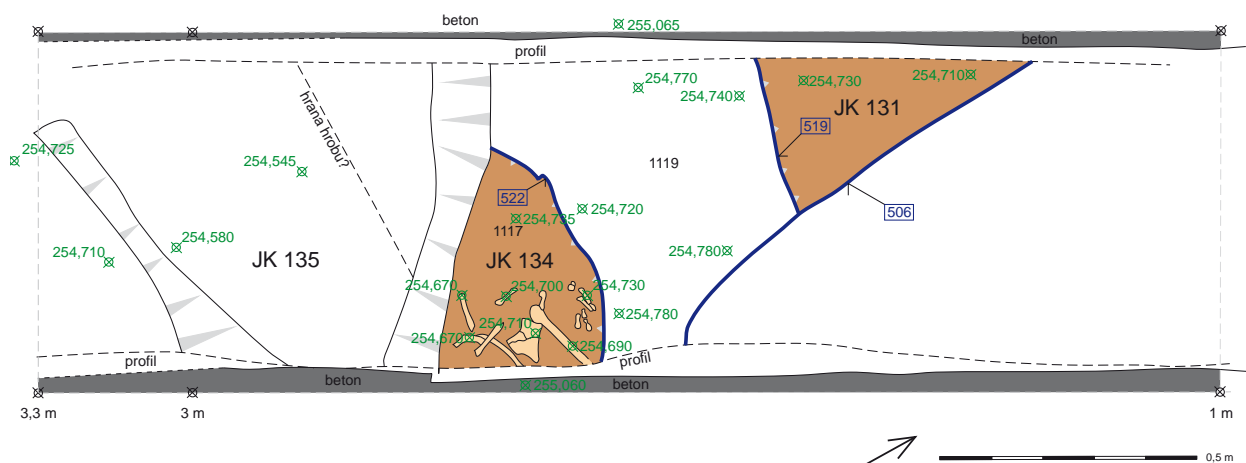 beton
255,065
beton
profil
254,770
254,740
254,730
254,710
JK 131
hrana hrobu?
519
254,725
254,545
1119
522
506
254,720
254,735
1117
254,710
254,580
JK 135
JK 134
254,780
254,670
254,700
254,730
254,780
254,710
254,670
254,690
profil
profil
beton
255,060
beton
3,3 m
3 m
1 m
0,5 m